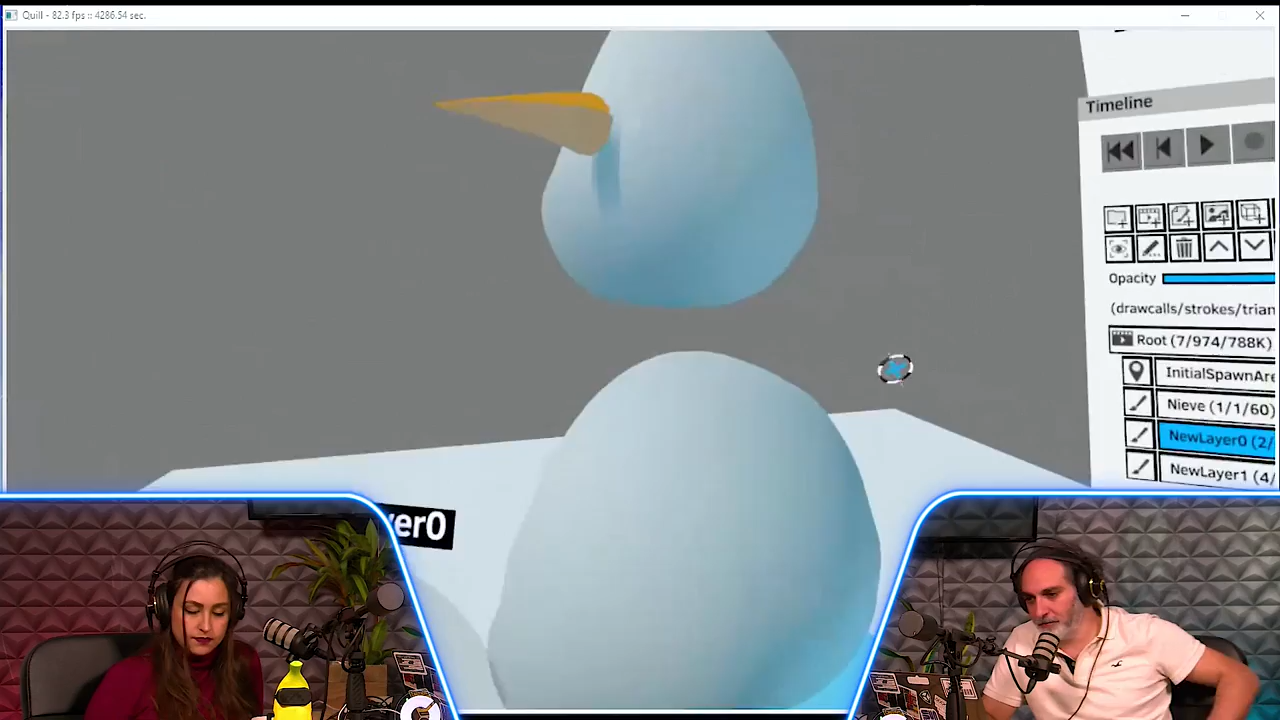 Quill - 82.3 fps :: 4286.54 sec.
Timeline
Opacity
(drawcalls/strokes/trian
Root (7/974/788K)
InitialSpawnAre
Nieve (1/1/60)
NewLayer0 (2/
NewLayer1 (4/
yer0